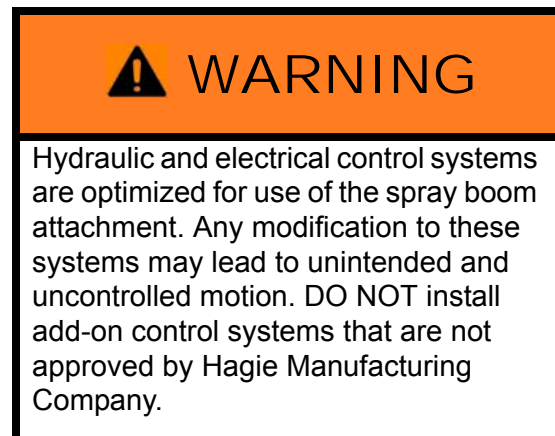 WARNING
Hydraulic and electrical control systems
are optimized for use of the spray boom
attachment. Any modification to these
systems may lead to unintended and
uncontrolled motion. DO NOT install
add-on control systems that are not
approved by Hagie Manufacturing
Company.